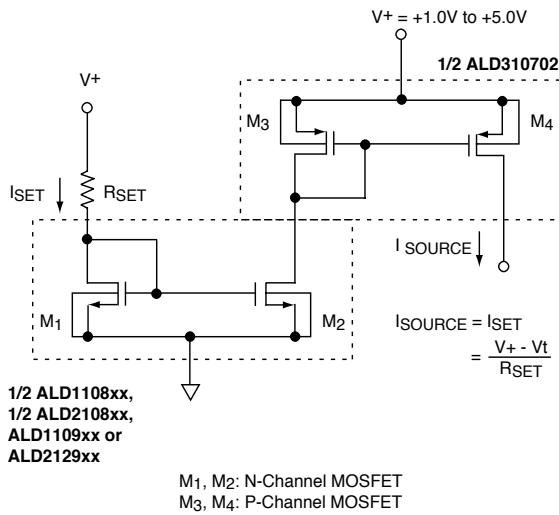 V+ = +1.0V to +5.0V
1/2 ALD310702
V+
M3
M4
ISET
RSET
I SOURCE
M1
M2
ISOURCE = ISET
= V+ - Vt
RSET
1/2 ALD1108xx,
1/2 ALD2108xx,
ALD1109xx or
ALD2129xx
M1, M2: N-Channel MOSFET
M3, M4: P-Channel MOSFET